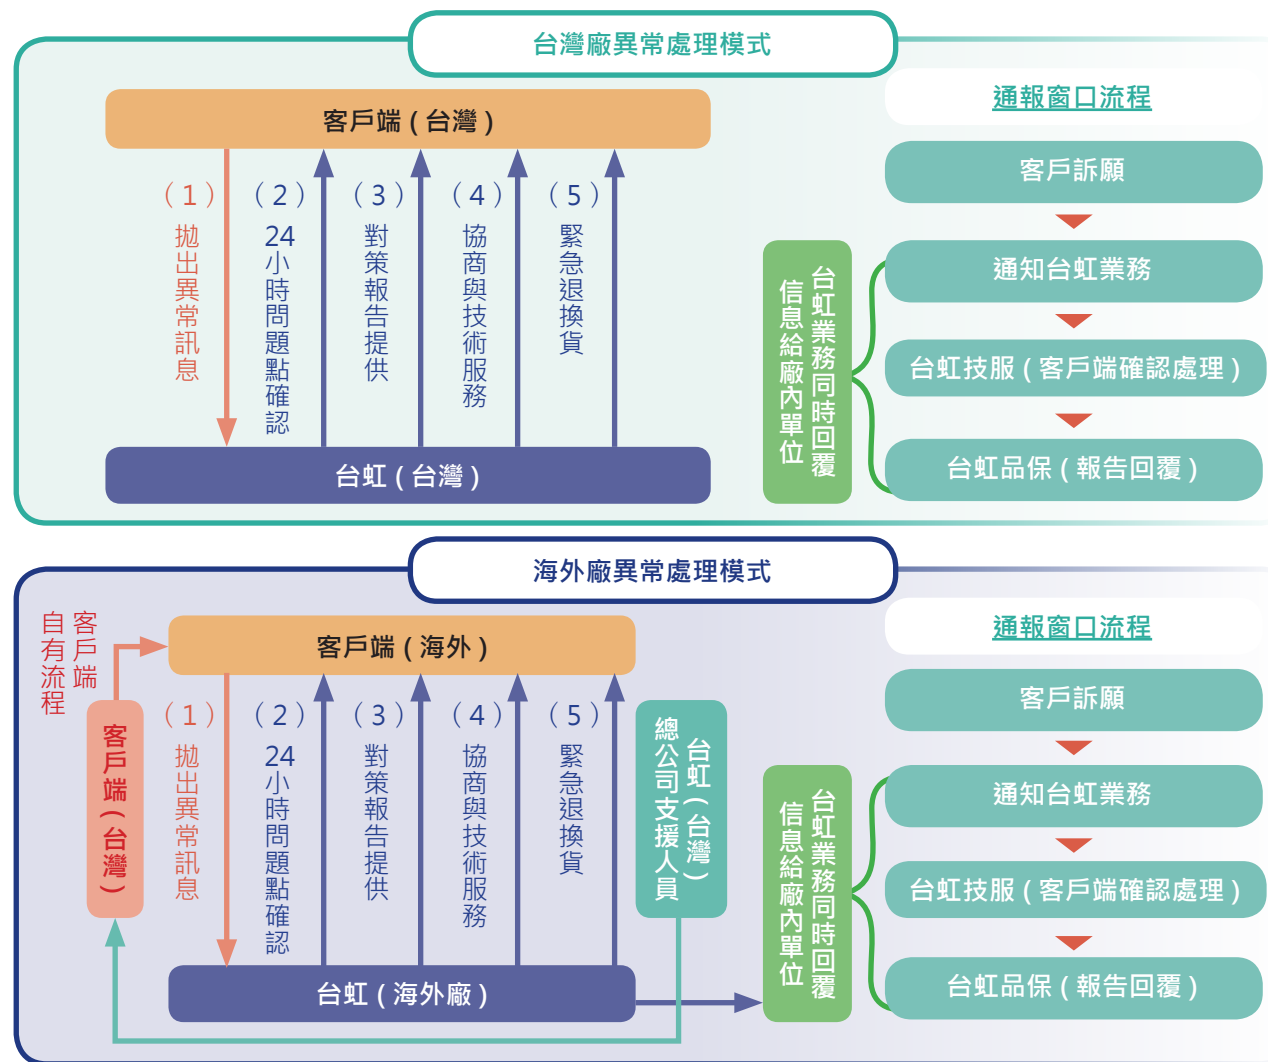 台灣廠異常處理模式
客戶端 ( 台灣 )
（1）
拋出異常訊息
（2）
24小時問題點確認
（3）
對策報告提供
（4）
協商與技術服務
（5）
緊急退換貨
台虹 ( 台灣 )
通報窗口流程
客戶訴願
通知台虹業務
台虹技服 ( 客戶端確認處理 )
台虹品保 ( 報告回覆 )
台虹業務同時回覆
信息給廠內單位
海外廠異常處理模式
客戶端
自有流程
客戶端(台灣)
客戶端 ( 海外 )
（1）
拋出異常訊息
（2）
24小時問題點確認
（3）
對策報告提供
（4）
協商與技術服務
（5）
緊急退換貨
台虹(台灣)
總公司支援人員
台虹 ( 海外廠 )
通報窗口流程
客戶訴願
通知台虹業務
台虹技服 ( 客戶端確認處理 )
台虹品保 ( 報告回覆 )
台虹業務同時回覆
信息給廠內單位